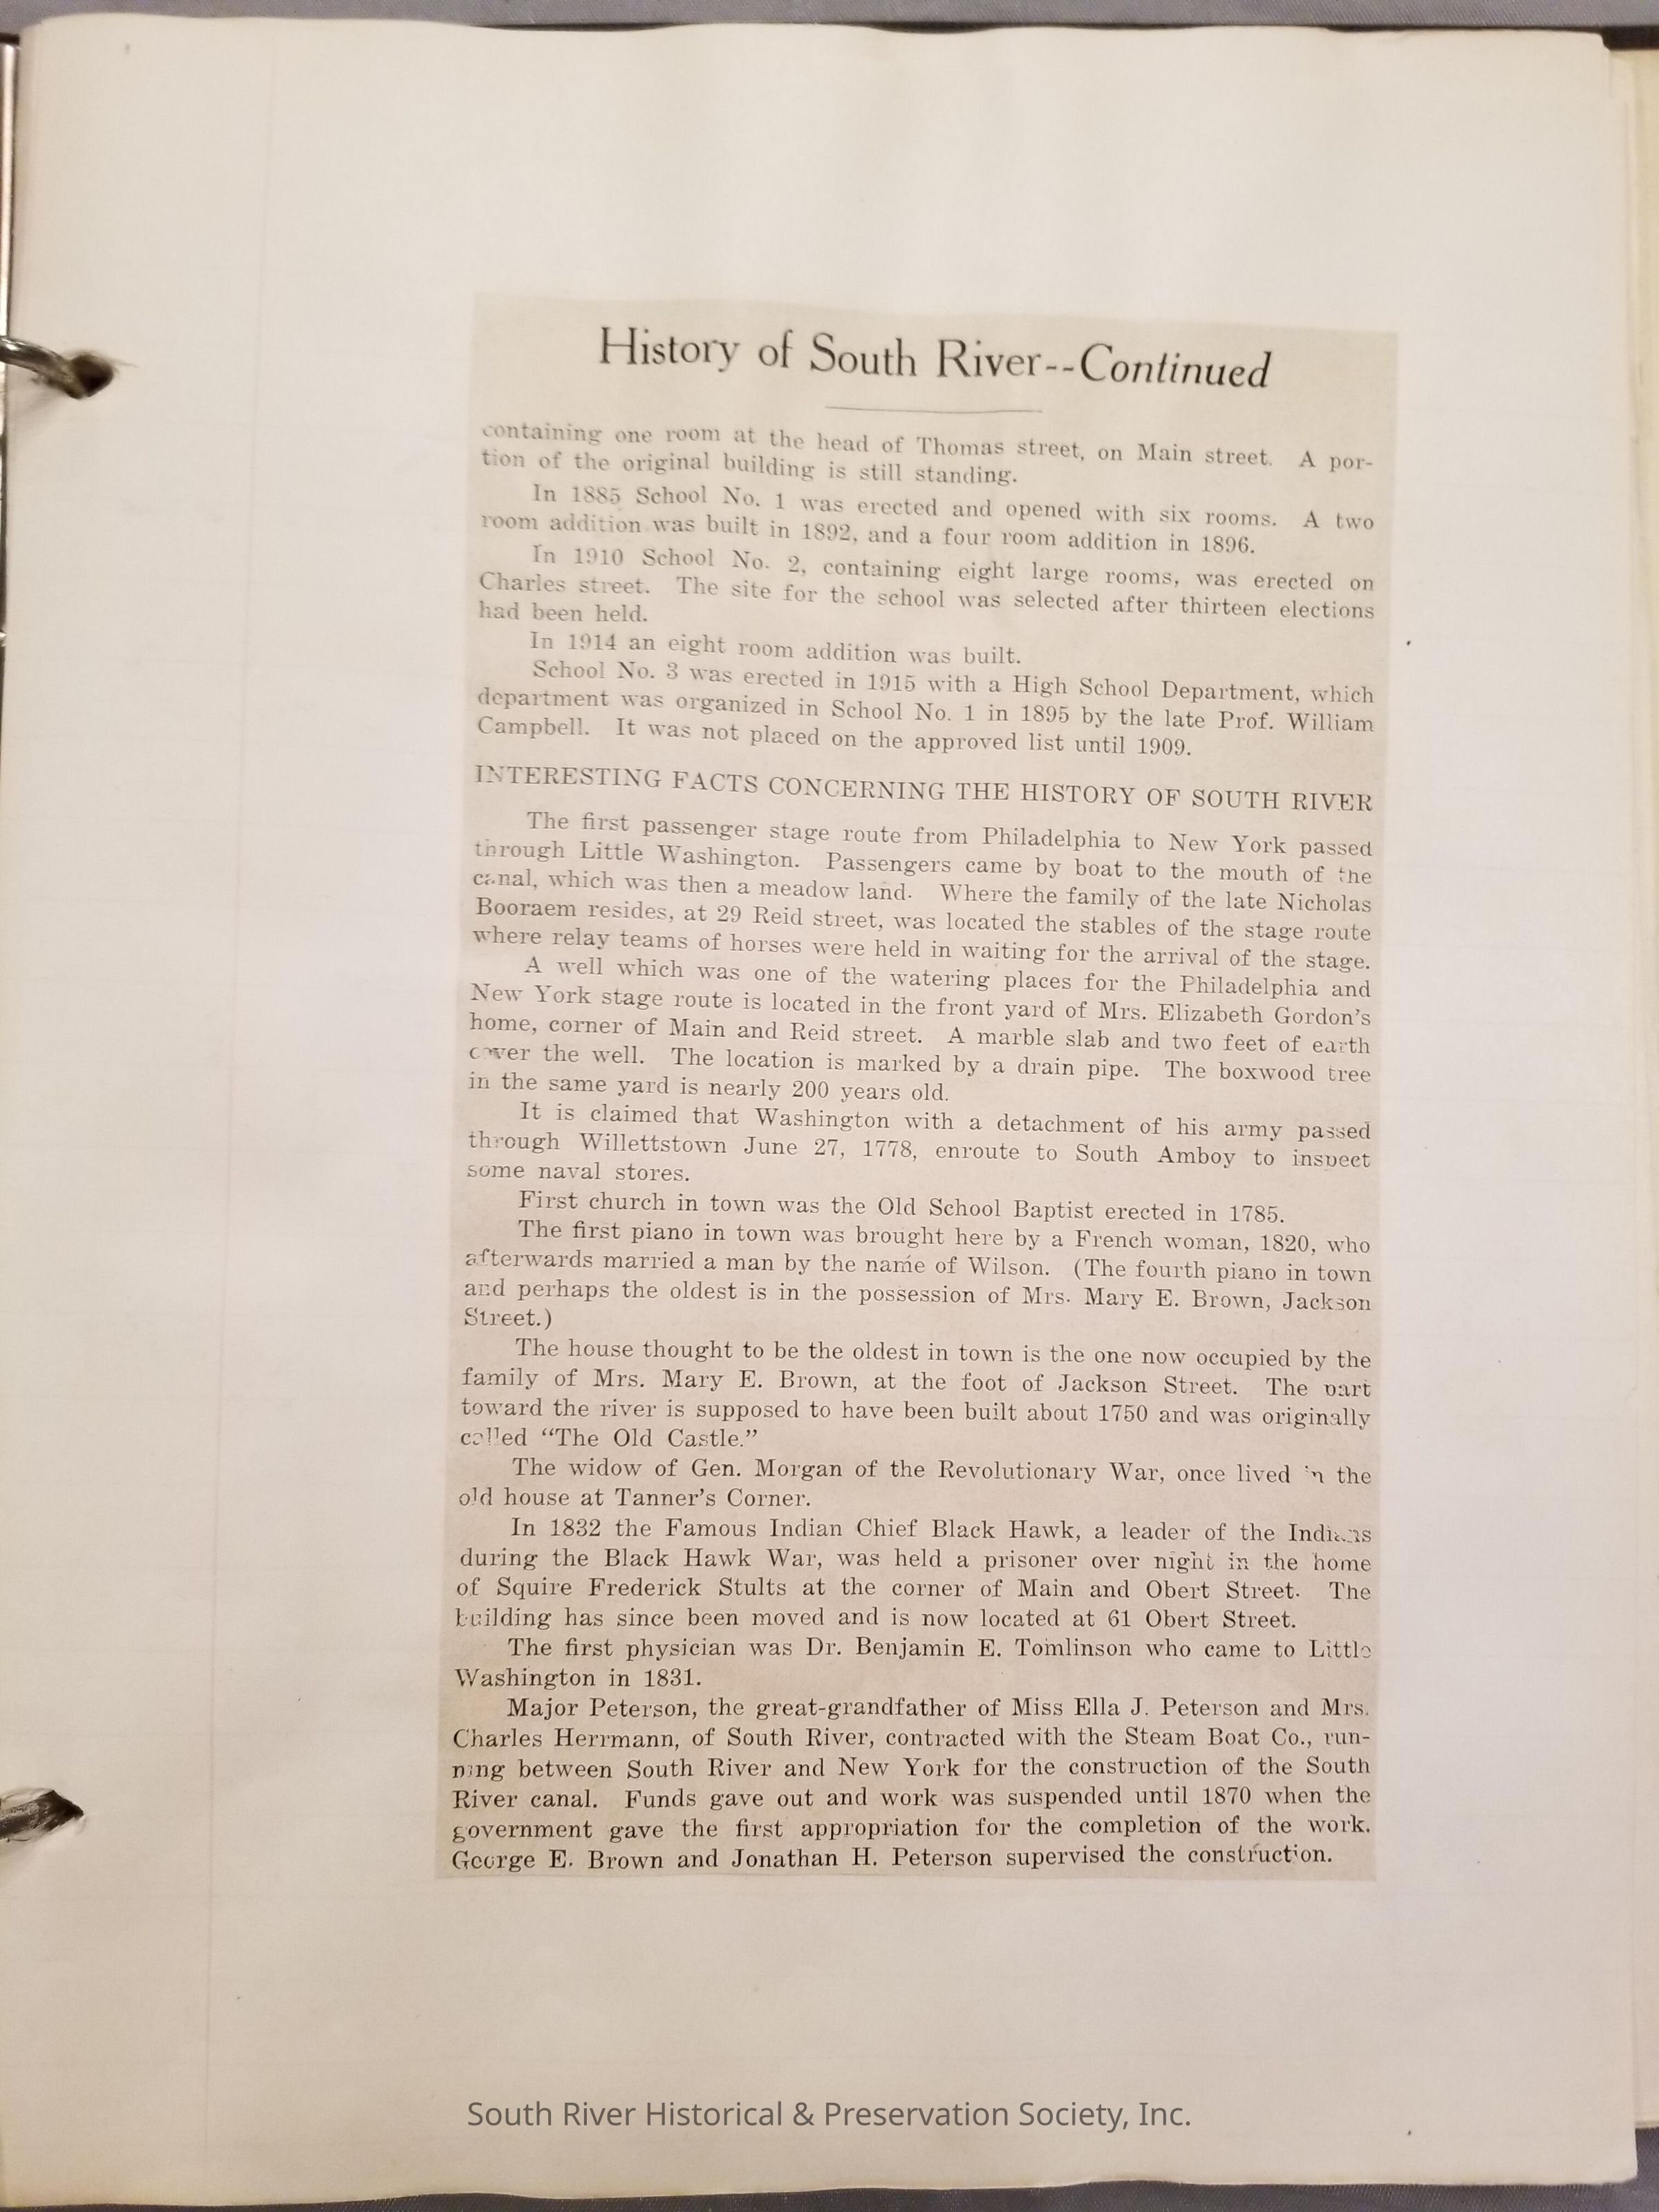 History of South River--Continued
containing one room at the head of Thomas street, on Main street. A por-
tion of the original building is still standing.
In 1885 School No. 1 was erected and opened with six rooms. A two
room addition was built in 1892, and a four room addition in 1896.
In 1910 School No. 2, containing eight large rooms, was erected on
Charles street. The site for the school was selected after thirteen elections
had been held.
In 1914 an eight room addition was built.
School No. 3 was erected in 1915 with a High School Department, which
department was organized in School No. 1 in 1895 by the late Prof. William
Campbell. It was not placed on the approved list until 1909.
INTERESTING FACTS CONCERNING THE HISTORY OF SOUTH RIVER
The first passenger stage route from Philadelphia to New York passed
through Little Washington. Passengers came by boat to the mouth of the
canal, which was then a meadow land. Where the family of the late Nicholas
Booraem resides, at 29 Reid street, was located the stables of the stage route
where relay teams of horses were held in waiting for the arrival of the stage.
A well which was one of the watering places for the Philadelphia and
New York stage route is located in the front yard of Mrs. Elizabeth Gordon's
home, corner of Main and Reid street. A marble slab and two feet of earth
cover the well. The location is marked by a drain pipe. The boxwood tree
in the same yard is nearly 200 years old.
It is claimed that Washington with a detachment of his army passed
through Willettstown June 27, 1778, enroute to South Amboy to inspect
some naval stores.
First church in town was the Old School Baptist erected in 1785.
The first piano in town was brought here by a French woman, 1820, who
afterwards married a man by the name of Wilson. (The fourth piano in town
and perhaps the oldest is in the possession of Mrs. Mary E. Brown, Jackson
Street.)
The house thought to be the oldest in town is the one now occupied by the
family of Mrs. Mary E. Brown, at the foot of Jackson Street. The part
toward the river is supposed to have been built about 1750 and was originally
called "The Old Castle."
The widow of Gen. Morgan of the Revolutionary War, once lived in the
old house at Tanner's Corner.
In 1832 the Famous Indian Chief Black Hawk, a leader of the Indians
during the Black Hawk War, was held a prisoner over night in the home
of Squire Frederick Stults at the corner of Main and Obert Street. The
building has since been moved and is now located at 61 Obert Street.
The first physician was Dr. Benjamin E. Tomlinson who came to Little
Washington in 1831.
Major Peterson, the great-grandfather of Miss Ella J. Peterson and Mrs.
Charles Herrmann, of South River, contracted with the Steam Boat Co., run-
ning between South River and New York for the construction of the South
River canal. Funds gave out and work was suspended until 1870 when the
government gave the first appropriation for the completion of the work.
George E. Brown and Jonathan H. Peterson supervised the construction.
South River Historical & Preservation Society, Inc.